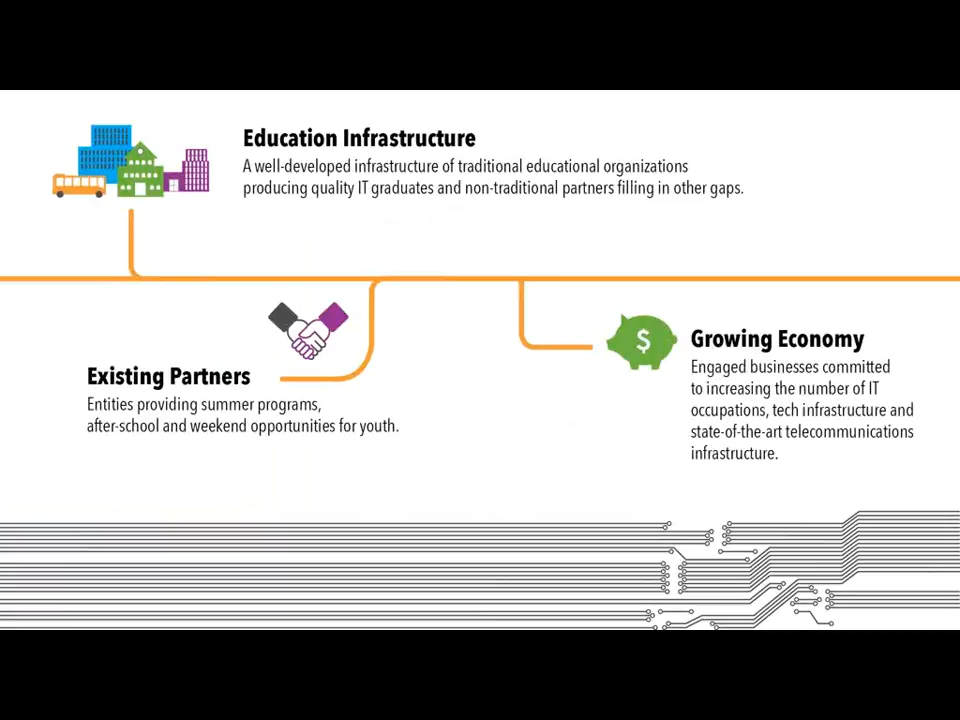 Education Infrastructure
A well-developed infrastructure of traditional educational organizations
producing quality IT graduates and non-traditional partners filling in other gaps.
Existing Partners
Entities providing summer programs,
after-school and weekend opportunities for youth.
$
Growing Economy
Engaged businesses committed
to increasing the number of IT
occupations, tech infrastructure and
state-of-the-art telecommunications
infrastructure.